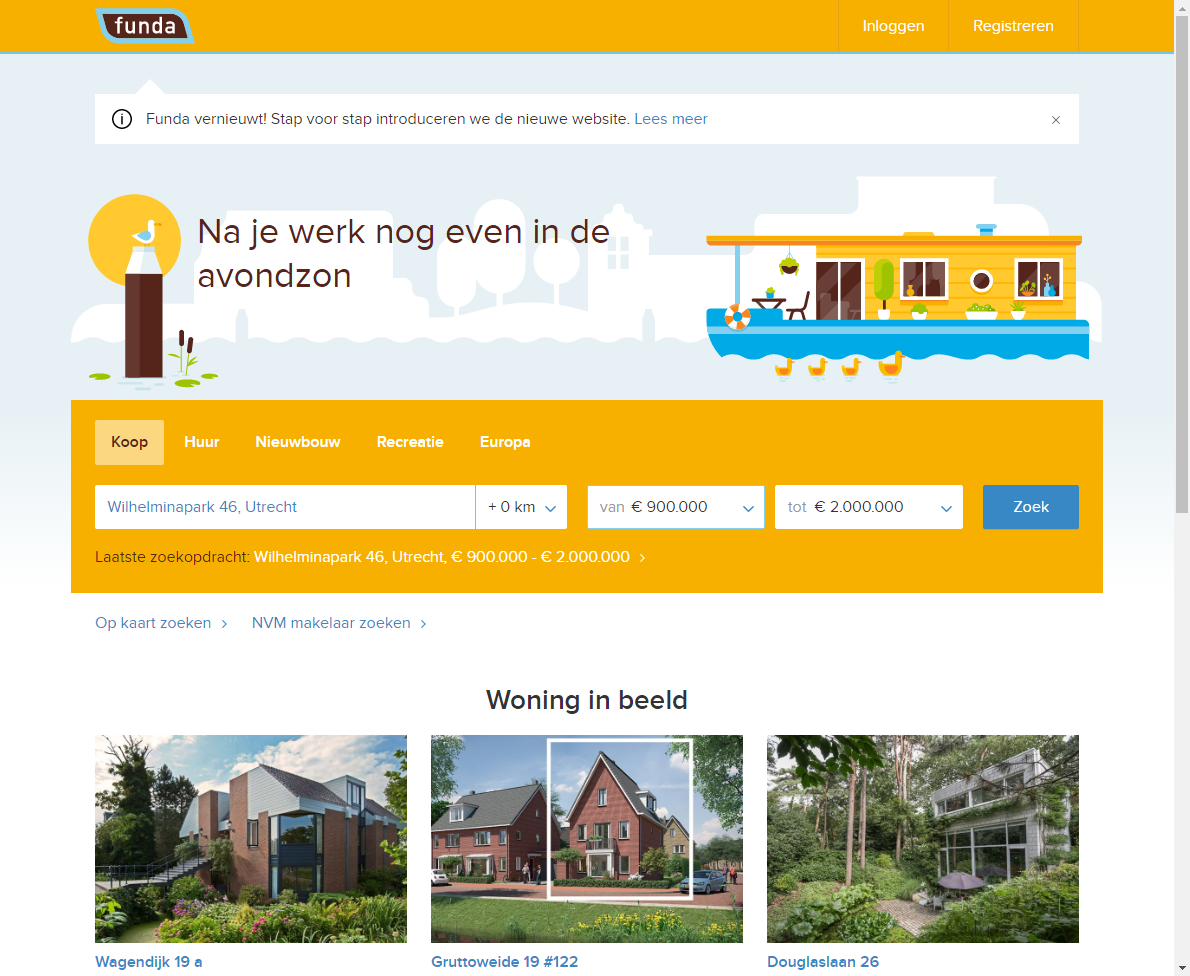 funda
Inloggen
Registreren
Funda vernieuwt! Stap voor stap introduceren we de nieuwe website. Lees meer
Na je werk nog even in de
avondzon
Koop
Huur
Nieuwbouw
Recreatie
Europa
Wilhelminapark 46, Utrecht
+ 0 km
van € 900.000
tot € 2.000.000
Zoek
Laatste zoekopdracht: Wilhelminapark 46, Utrecht, € 900.000 - € 2.000.000
Op kaart zoeken
NVM makelaar zoeken
Woning in beeld
Wagendijk 19 a
Gruttoweide 19 #122
Douglaslaan 26